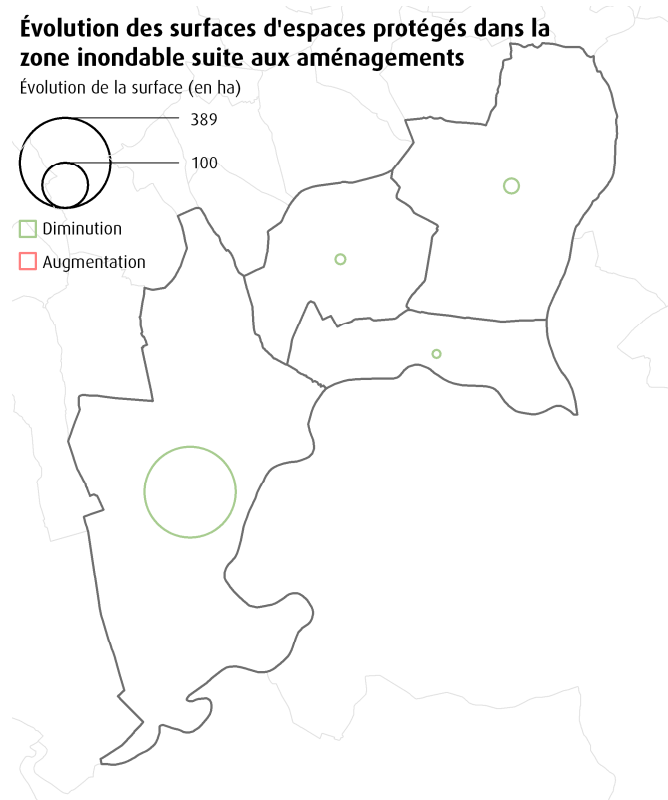 Évolution des surfaces d'espaces protégés dans la
zone inondable suite aux aménagements
Évolution de la surface (en ha)
389
100
Diminution
Augmentation